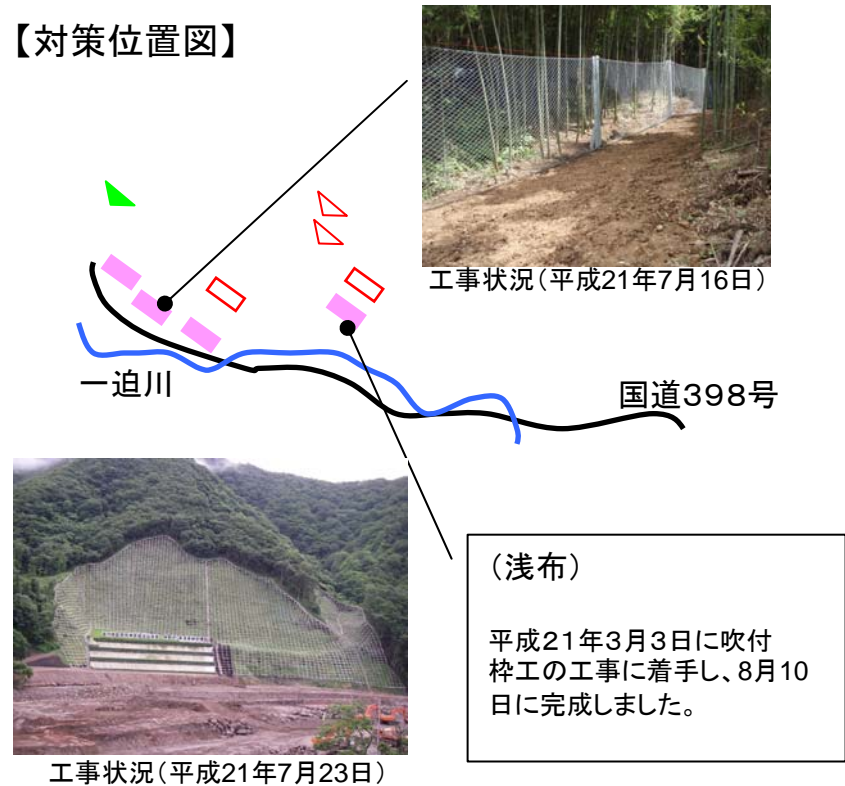 【対策位置図】
工事状況（平成21年7月16日）
一迫川
国道３９８号
（浅布）
平成２１年３月３日に吹付
枠工の工事に着手し、８月１０
日に完成しました。
工事状況（平成21年7月23日）